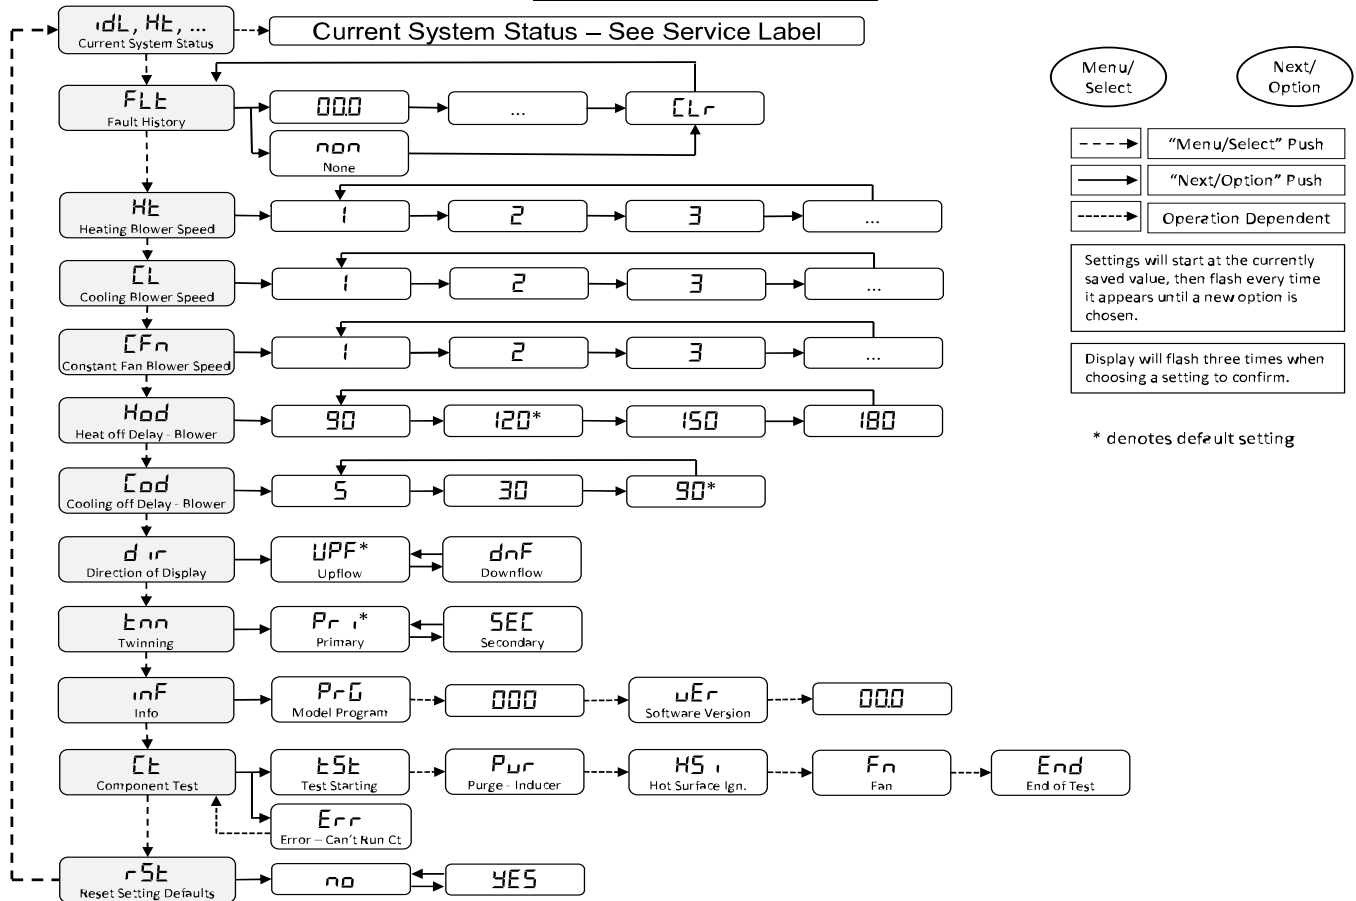 idL, Ht, ...
Current System Status
Current System Status – See Service Label
FLt
Fault History
00.0
...
CLr
non
None
Ht
Heating Blower Speed
1
2
3
...
CL
Cooling Blower Speed
1
2
3
...
CFn
Constant Fan Blower Speed
1
2
3
...
Hod
Heat off Delay - Blower
90
120*
150
180
Cod
Cooling off Delay - Blower
5
30
90*
dir
Direction of Display
UPF*
Upflow
dnF
Downflow
tnn
Twinning
Pri*
Primary
SEC
Secondary
inF
Info
PrG
Model Program
000
uEr
Software Version
00.0
Ct
Component Test
tSt
Test Starting
Pur
Purge - Inducer
HSi
Hot Surface Ign.
Fn
Fan
End
End of Test
Err
Error – Can't Run Ct
rSt
Reset Setting Defaults
no
YES
Menu/
Select
Next/
Option
"Menu/Select" Push
"Next/Option" Push
Operation Dependent
Settings will start at the currently
saved value, then flash every time
it appears until a new option is
chosen.
Display will flash three times when
choosing a setting to confirm.
* denotes default setting